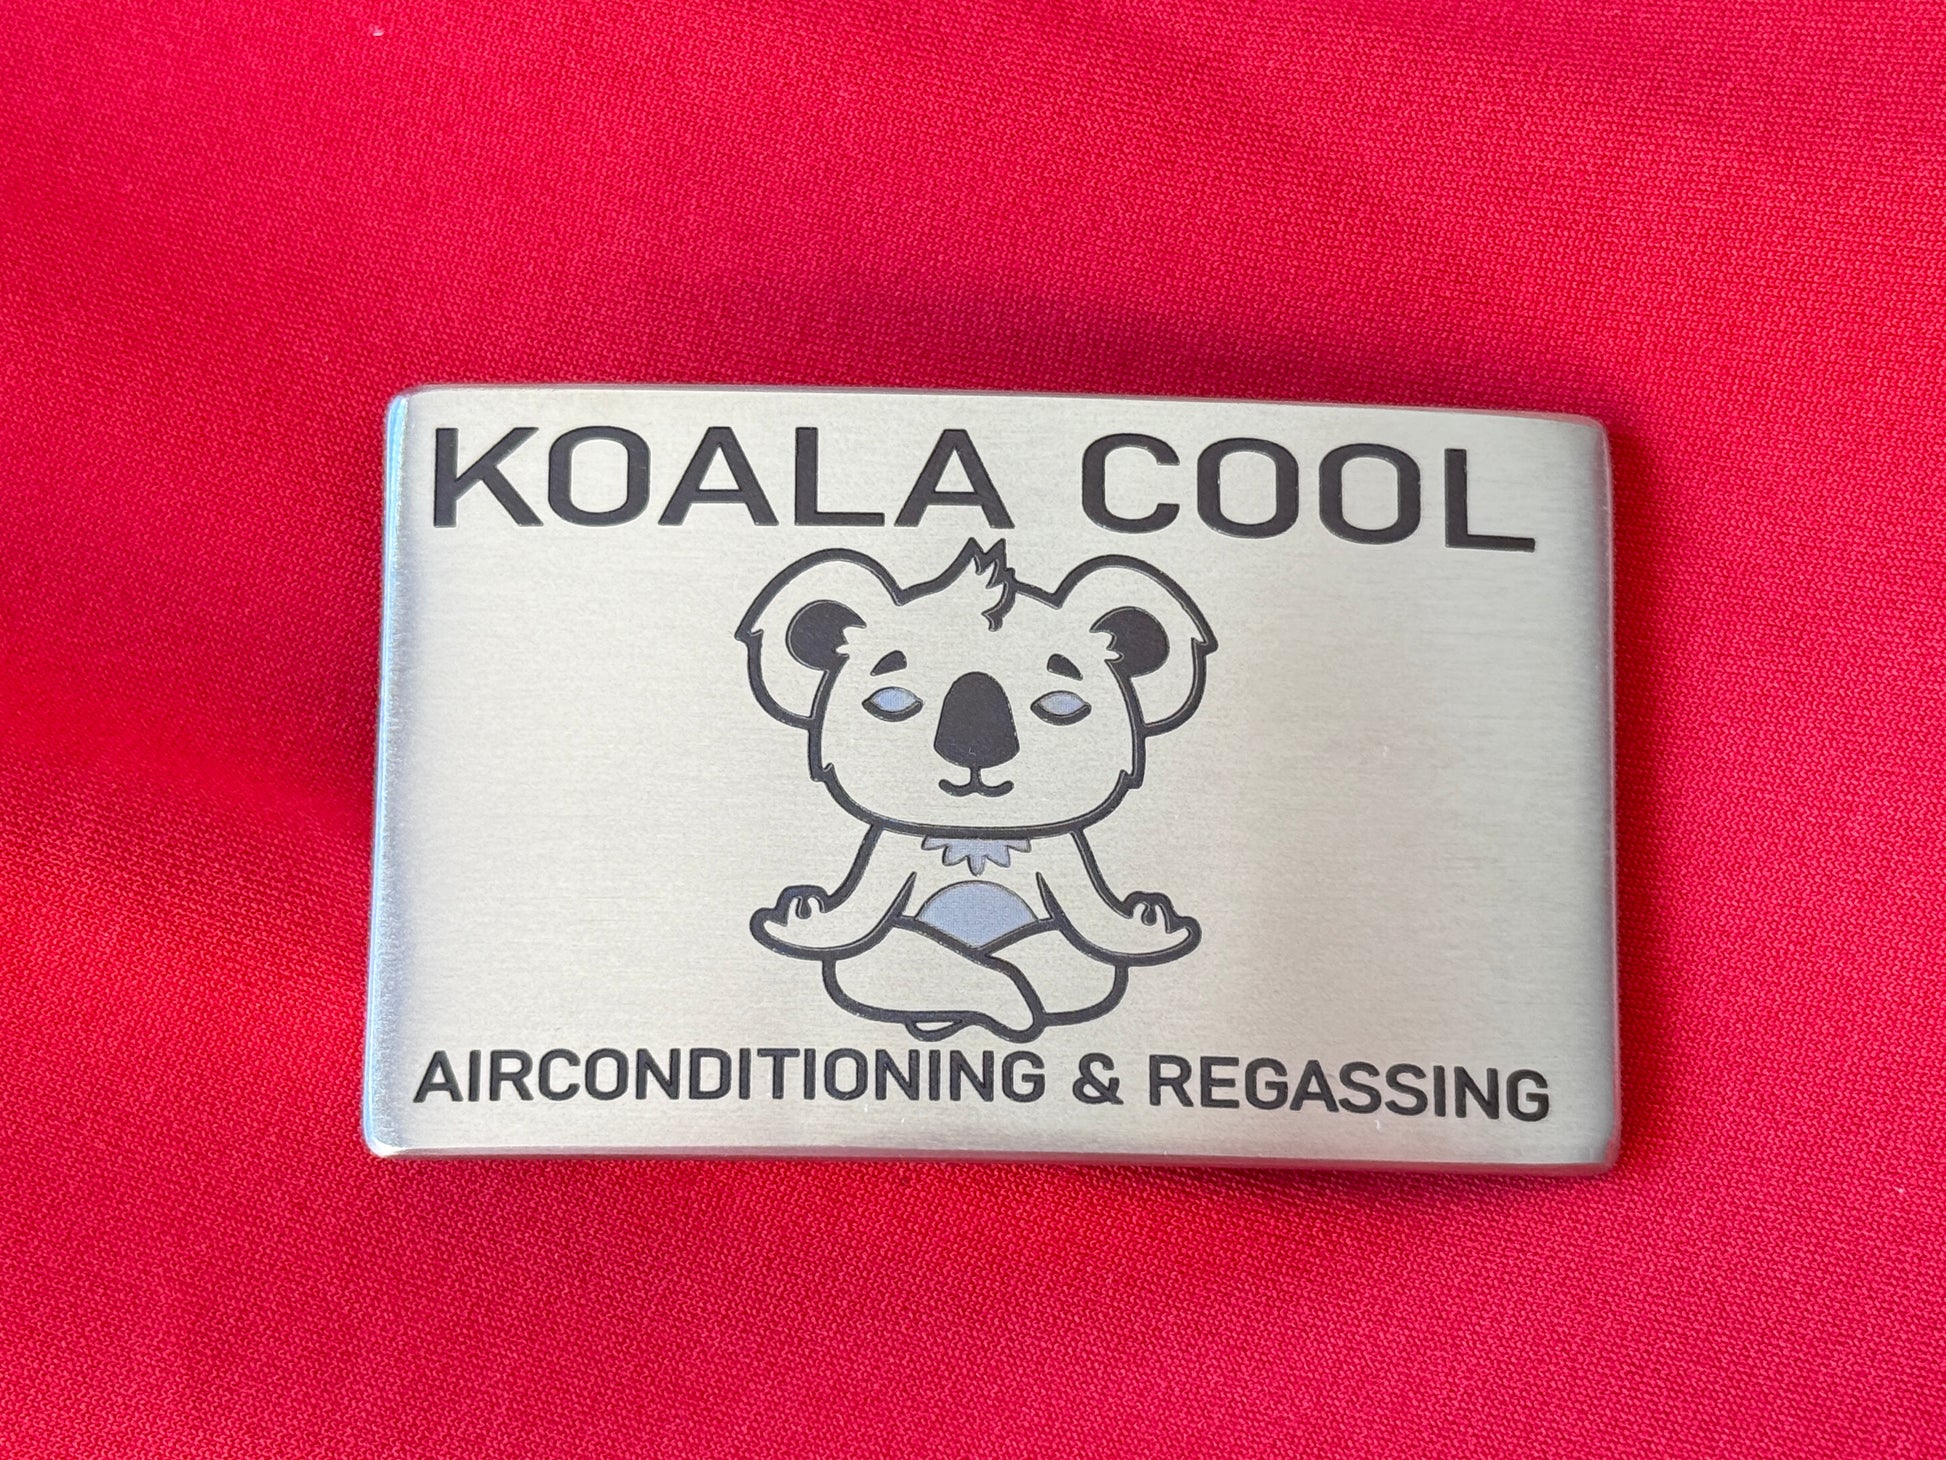 KOALA COOL
AIRCONDITIONING & REGASSING